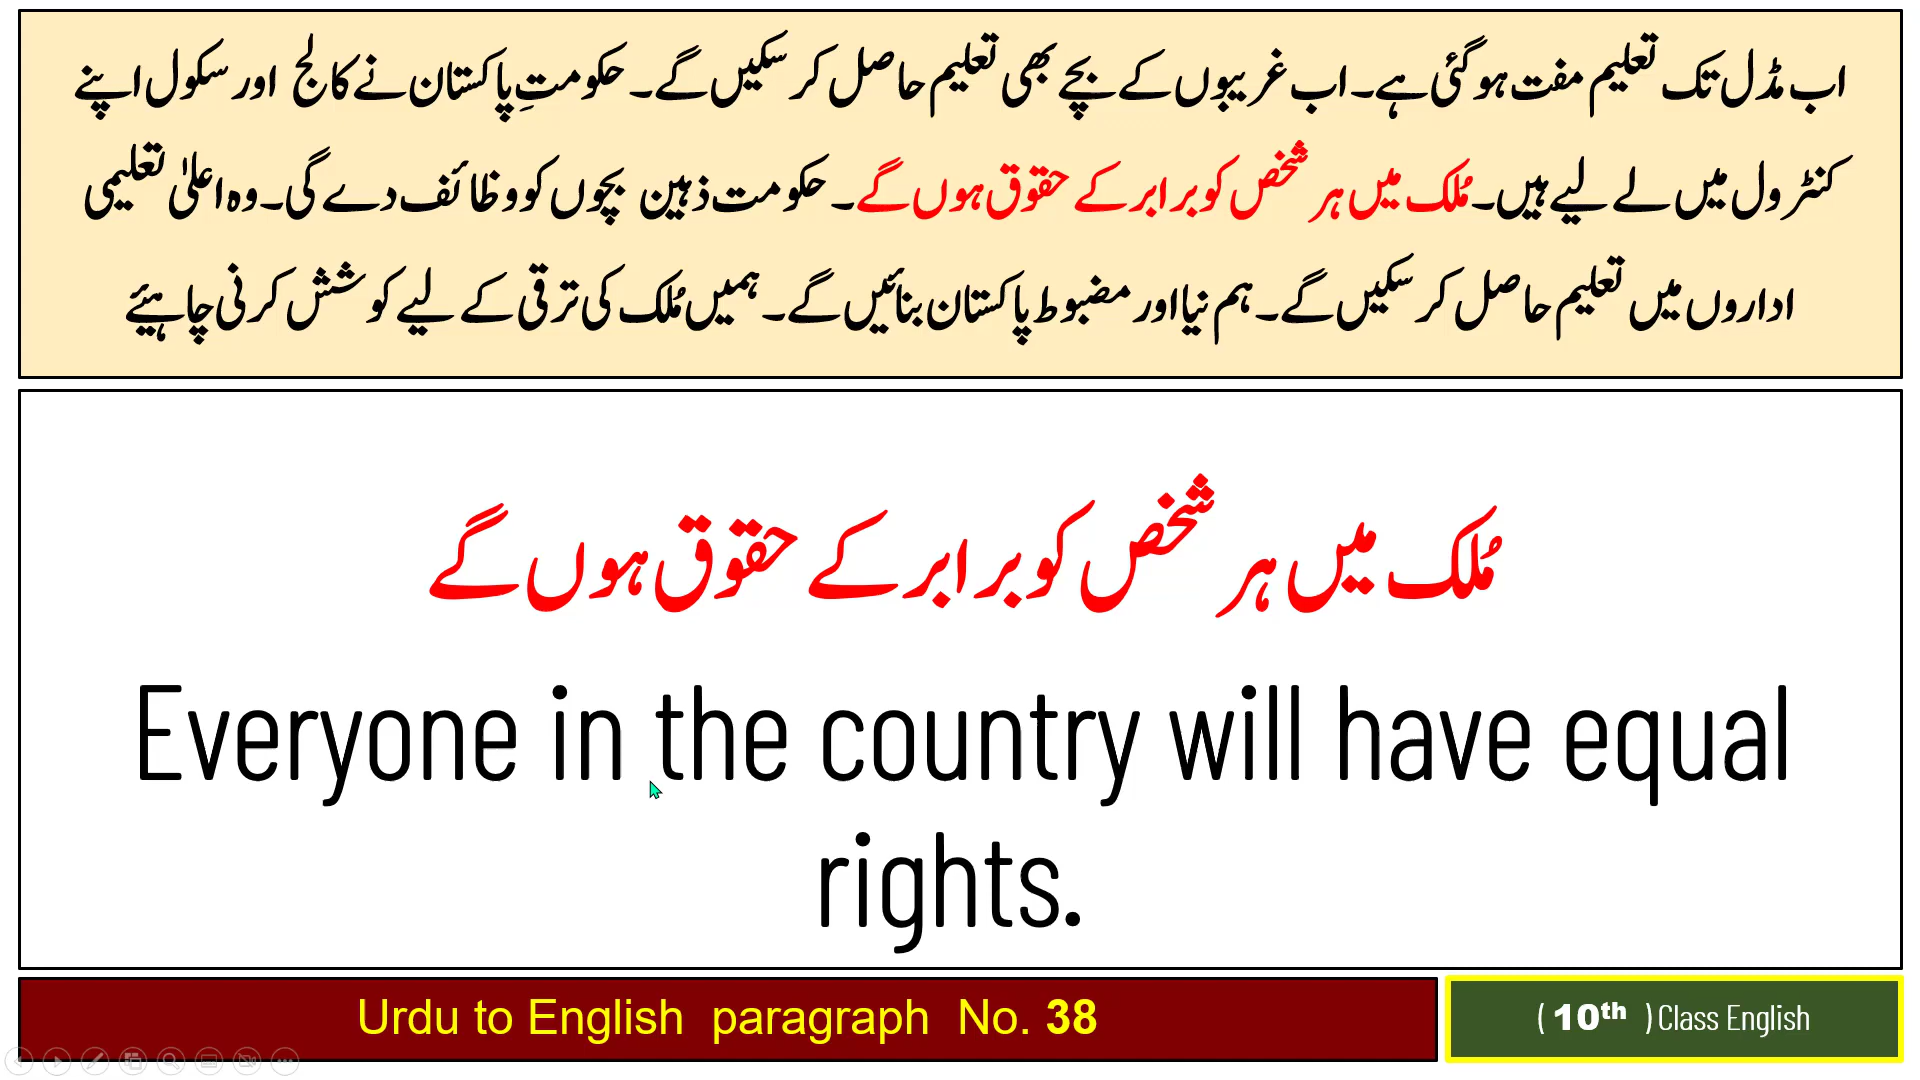 اب مڈل تک تعلیم مفت ہو گئی ہے۔ اب غریبوں کے بچے بھی تعلیم حاصل کر سکیں گے۔ حکومتِ پاکستان نے کالج اور سکول اپنے
کنٹرول میں لے لیے ہیں۔ مُلک میں ہر شخص کو برابر کے حقوق ہوں گے۔ حکومت ذہین بچوں کو وظائف دے گی۔ وہ اعلیٰ تعلیمی
اداروں میں تعلیم حاصل کر سکیں گے۔ ہم نیا اور مضبوط پاکستان بنائیں گے۔ ہمیں مُلک کی ترقی کے لیے کوشش کرنی چاہیئے
مُلک میں ہر شخص کو برابر کے حقوق ہوں گے
Everyone in the country will have equal
rights.
Urdu to English paragraph No. 38
( 10th ) Class English